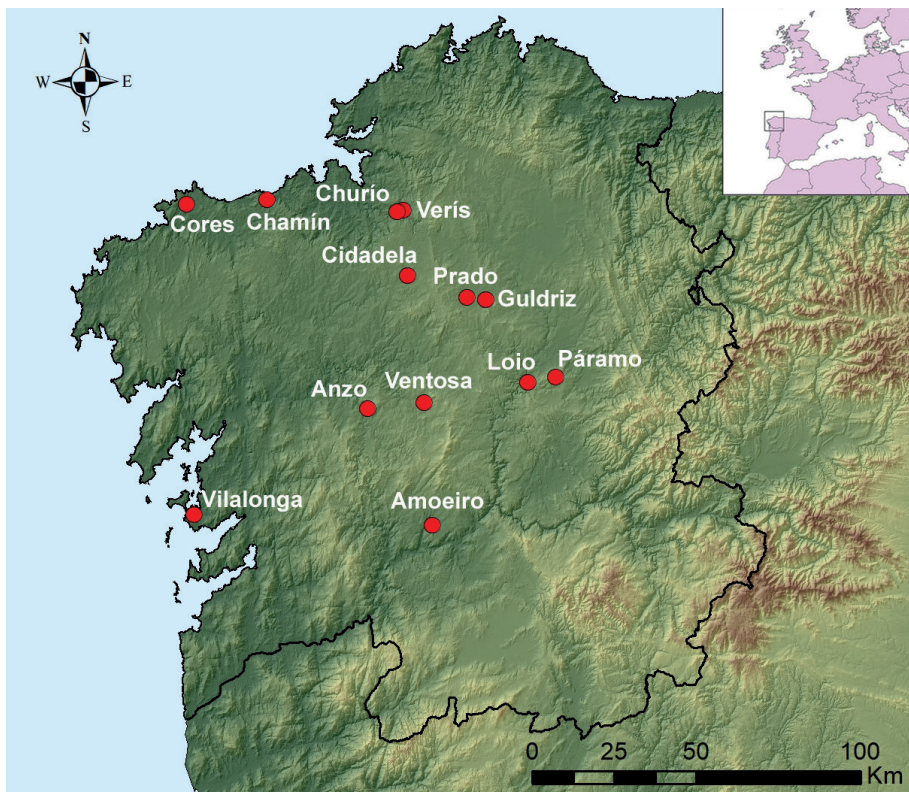 N
W E
S
Churío
Verís
Cores
Chamín
Cidadela
Prado
Guldriz
Loio
Páramo
Anzo
Ventosa
Vilalonga
Amoeiro
0 25 50 100
Km